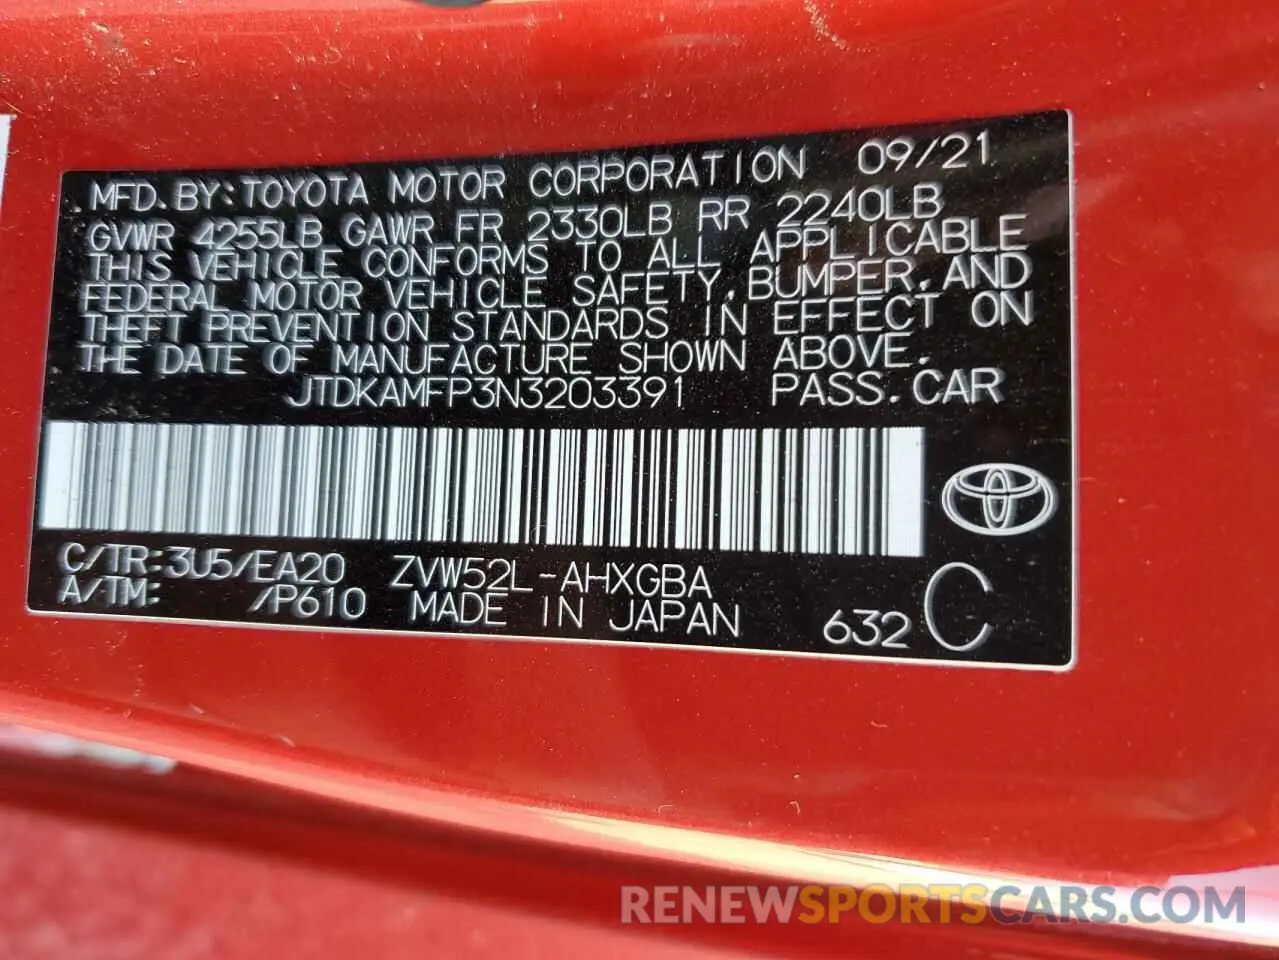 MFD. BY: TOYOTA MOTOR CORPORATION 09/21
GVWR 4255LB GAWR FR 2330LB RR 2240LB
THIS VEHICLE CONFORMS TO ALL APPLICABLE
FEDERAL MOTOR VEHICLE SAFETY, BUMPER, AND
THEFT PREVENTION STANDARDS IN EFFECT ON
THE DATE OF MANUFACTURE SHOWN ABOVE.
JTDKAMFP3N3203391 PASS. CAR
C/TR: 3U5/EA20 ZVW52L-AHXGBA
A/TM: /P610 MADE IN JAPAN 632 C
RENEWSPORTSCARS.COM